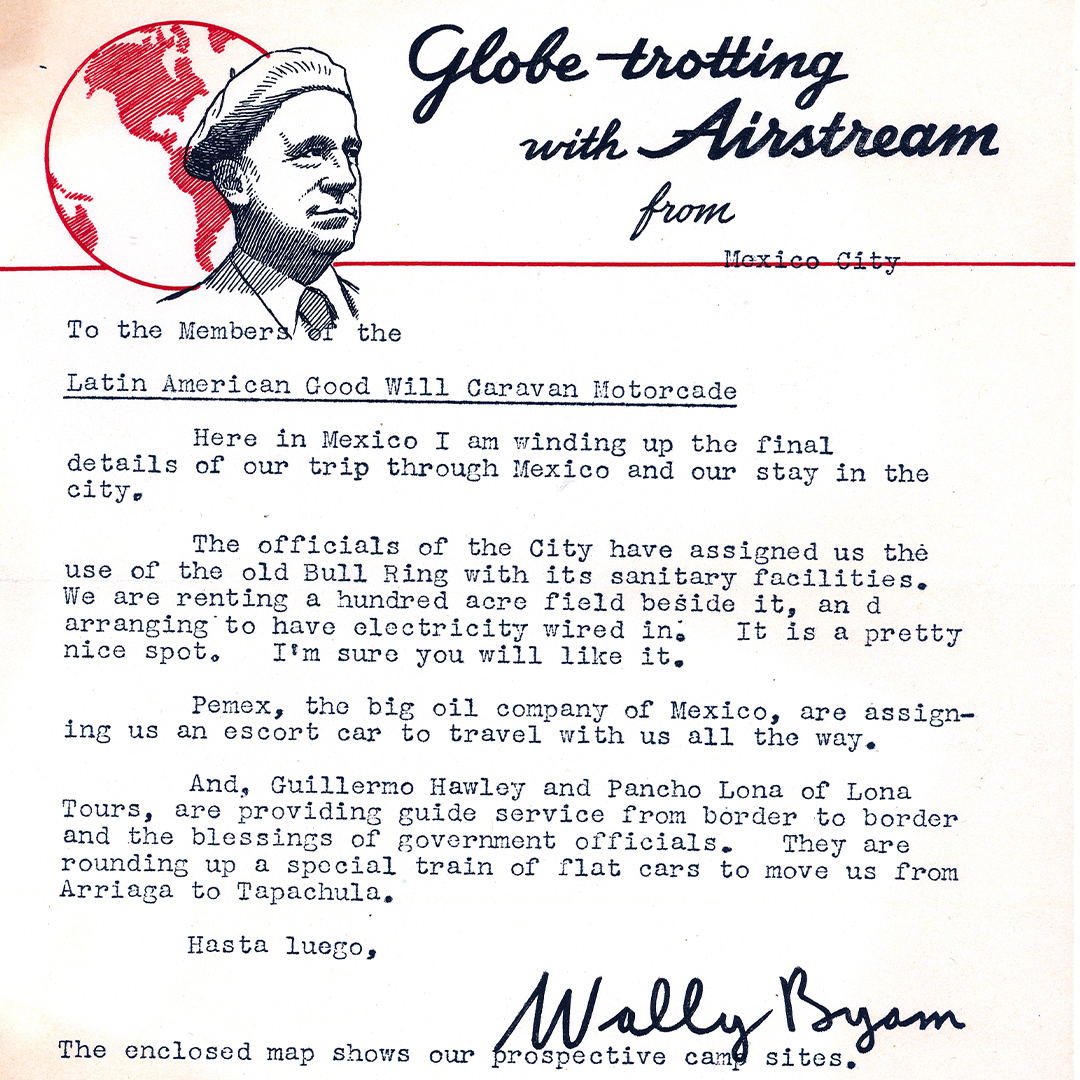 Globe-trotting
with Airstream
from
Mexico City
To the Members of the
Latin American Good Will Caravan Motorcade
Here in Mexico I am winding up the final
details of our trip through Mexico and our stay in the
city.
The officials of the City have assigned us the
use of the old Bull Ring with its sanitary facilities.
We are renting a hundred acre field beside it, an d
arranging to have electricity wired in. It is a pretty
nice spot. I'm sure you will like it.
Pemex, the big oil company of Mexico, are assign-
ing us an escort car to travel with us all the way.
And, Guillermo Hawley and Pancho Lona of Lona
Tours, are providing guide service from border to border
and the blessings of government officials. They are
rounding up a special train of flat cars to move us from
Arriaga to Tapachula.
Hasta luego,
Wally Byam
The enclosed map shows our prospective camp sites.